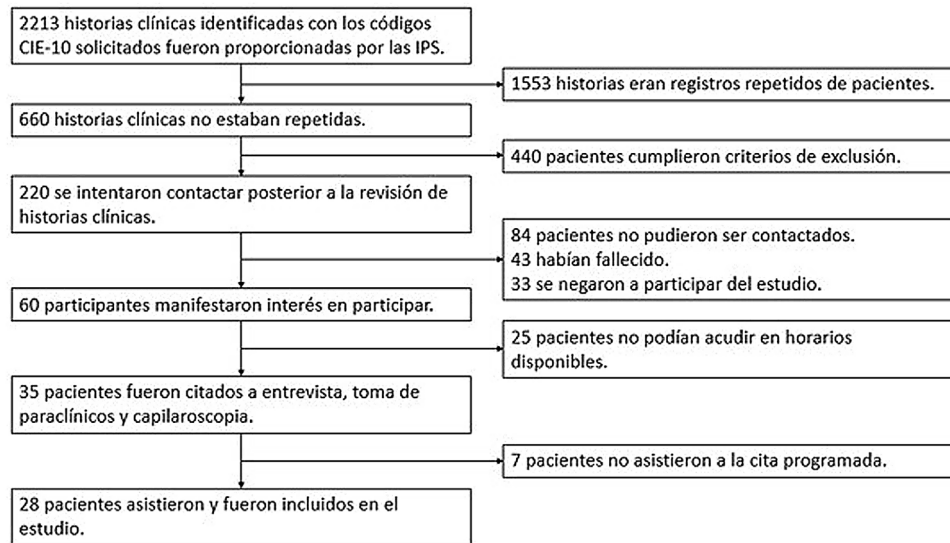 2213 historias clínicas identificadas con los códigos
CIE-10 solicitados fueron proporcionadas por las IPS.
1553 historias eran registros repetidos de pacientes.
660 historias clínicas no estaban repetidas.
440 pacientes cumplieron criterios de exclusión.
220 se intentaron contactar posterior a la revisión de
historias clínicas.
84 pacientes no pudieron ser contactados.
43 habían fallecido.
33 se negaron a participar del estudio.
60 participantes manifestaron interés en participar.
25 pacientes no podían acudir en horarios
disponibles.
35 pacientes fueron citados a entrevista, toma de
paraclínicos y capilaroscopia.
7 pacientes no asistieron a la cita programada.
28 pacientes asistieron y fueron incluidos en el
estudio.